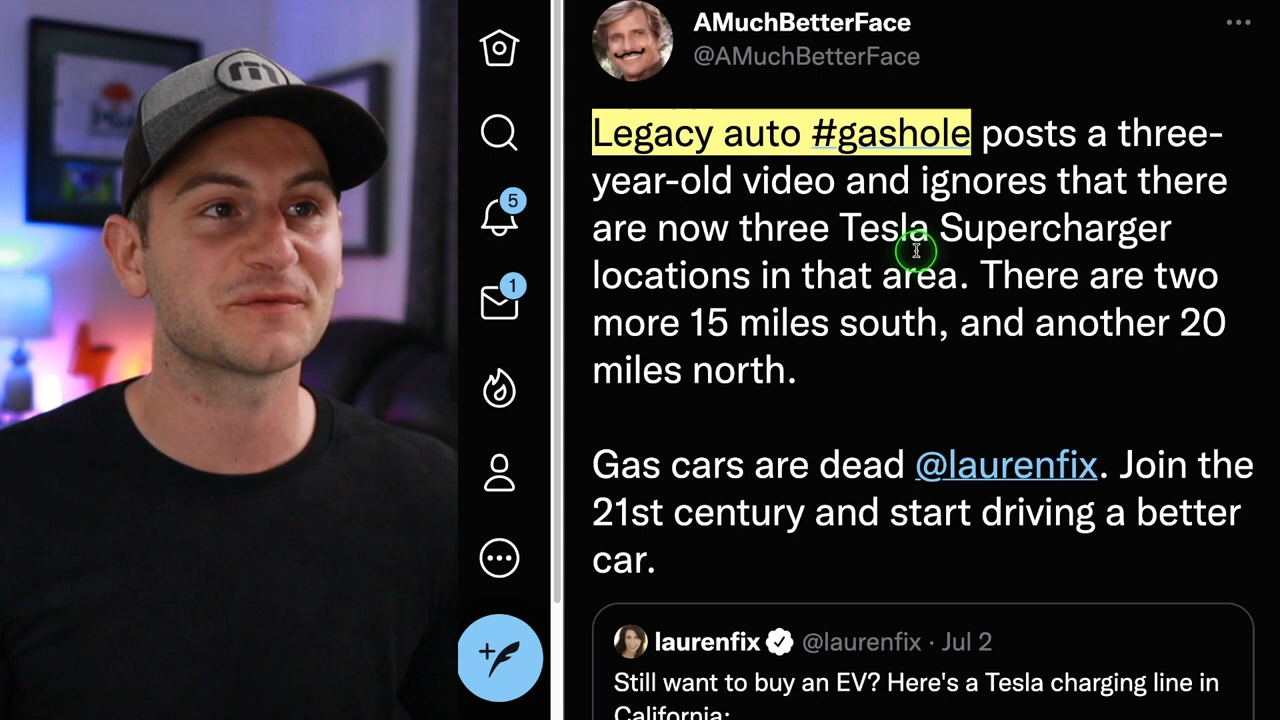 AMuchBetterFace
@AMuchBetterFace
Legacy auto #gashole posts a three-
year-old video and ignores that there
are now three Tesla Supercharger
locations in that area. There are two
more 15 miles south, and another 20
miles north.
Gas cars are dead @laurenfix. Join the
21st century and start driving a better
car.
laurenfix @laurenfix · Jul 2
Still want to buy an EV? Here's a Tesla charging line in
California:
5
1